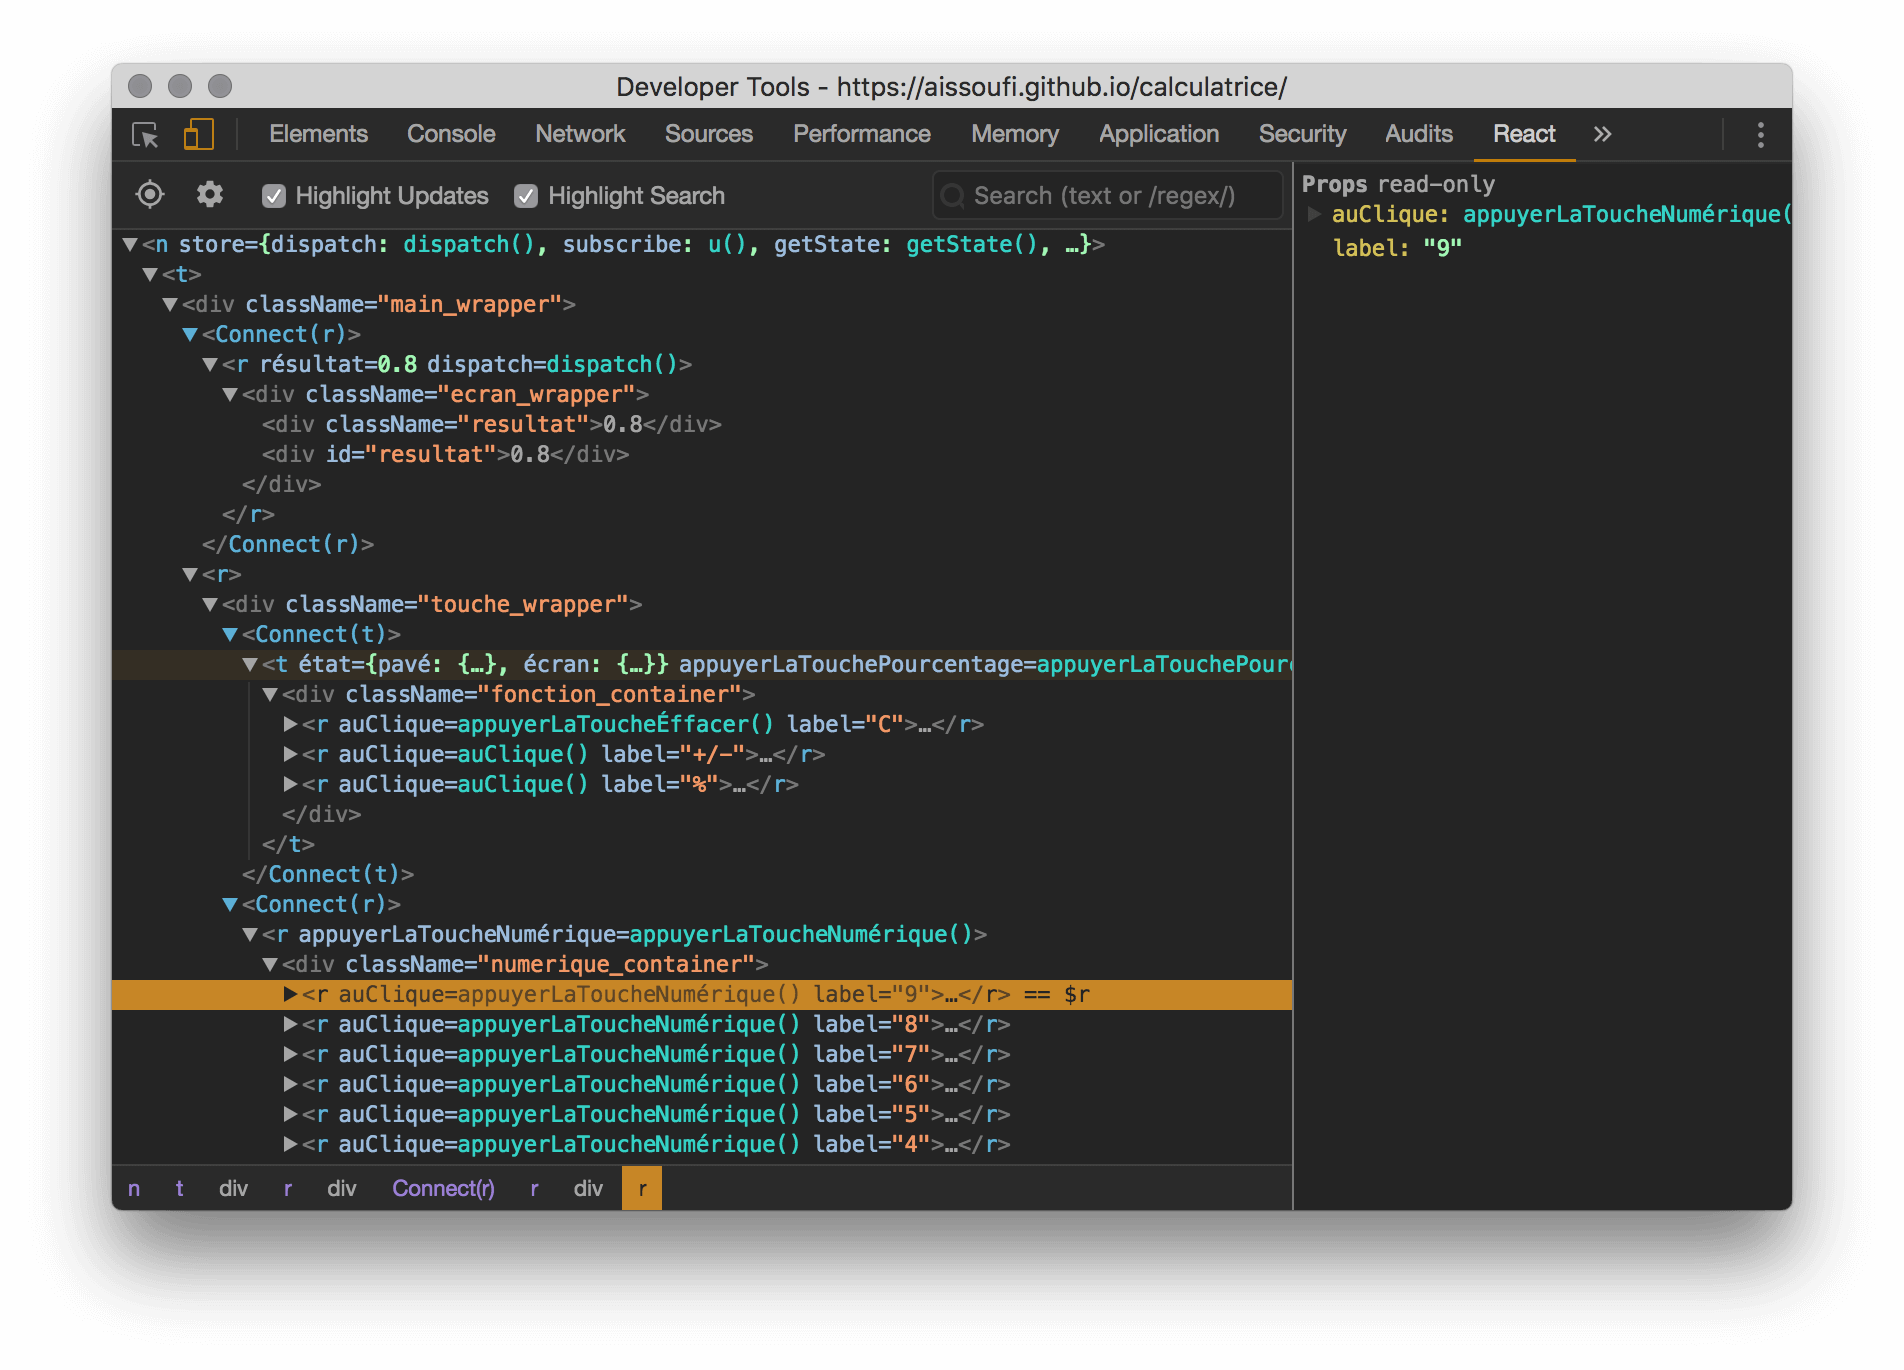 Developer Tools - https://aissoufi.github.io/calculatrice/
Elements Console Network Sources Performance Memory Application Security Audits React »
Highlight Updates Highlight Search Search (text or /regex/)
<n store={dispatch: dispatch(), subscribe: u(), getState: getState(), …}>
<t>
<div className="main_wrapper">
<Connect(r)>
<r résultat=0.8 dispatch=dispatch()>
<div className="ecran_wrapper">
<div className="resultat">0.8</div>
<div id="resultat">0.8</div>
</div>
</r>
</Connect(r)>
<r>
<div className="touche_wrapper">
<Connect(t)>
<t état={pavé: {…}, écran: {…}} appuyerLaTouchePourcentage=appuyerLaTouchePour
<div className="fonction_container">
<r auClique=appuyerLaToucheÉffacer() label="C">…</r>
<r auClique=auClique() label="+/-">…</r>
<r auClique=auClique() label="%">…</r>
</div>
</t>
</Connect(t)>
<Connect(r)>
<r appuyerLaToucheNumérique=appuyerLaToucheNumérique()>
<div className="numerique_container">
<r auClique=appuyerLaToucheNumérique() label="9">…</r> == $r
<r auClique=appuyerLaToucheNumérique() label="8">…</r>
<r auClique=appuyerLaToucheNumérique() label="7">…</r>
<r auClique=appuyerLaToucheNumérique() label="6">…</r>
<r auClique=appuyerLaToucheNumérique() label="5">…</r>
<r auClique=appuyerLaToucheNumérique() label="4">…</r>
n t div r div Connect(r) r div r
Props read-only
auClique: appuyerLaToucheNumérique(
label: "9"